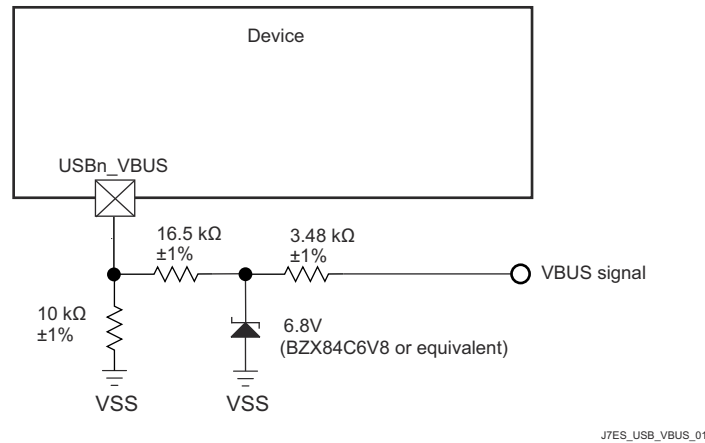 Device
USBn_VBUS
16.5 kΩ
±1%
3.48 kΩ
±1%
VBUS signal
10 kΩ
±1%
6.8V
(BZX84C6V8 or equivalent)
VSS
VSS
J7ES_USB_VBUS_01